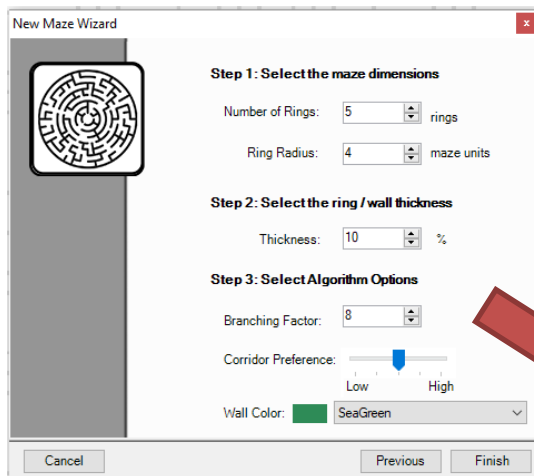 New Maze Wizard
x
Step 1: Select the maze dimensions
Number of Rings: 5 rings
Ring Radius: 4 maze units
Step 2: Select the ring / wall thickness
Thickness: 10 %
Step 3: Select Algorithm Options
Branching Factor: 8
Corridor Preference:
Low High
Wall Color: SeaGreen
Cancel Previous Finish